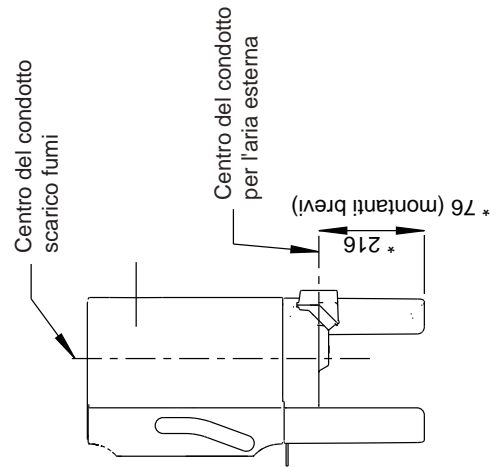 Centro del condotto
scarico fumi
Centro del condotto
per l'aria esterna
* 216
* 76 (montanti brevi)